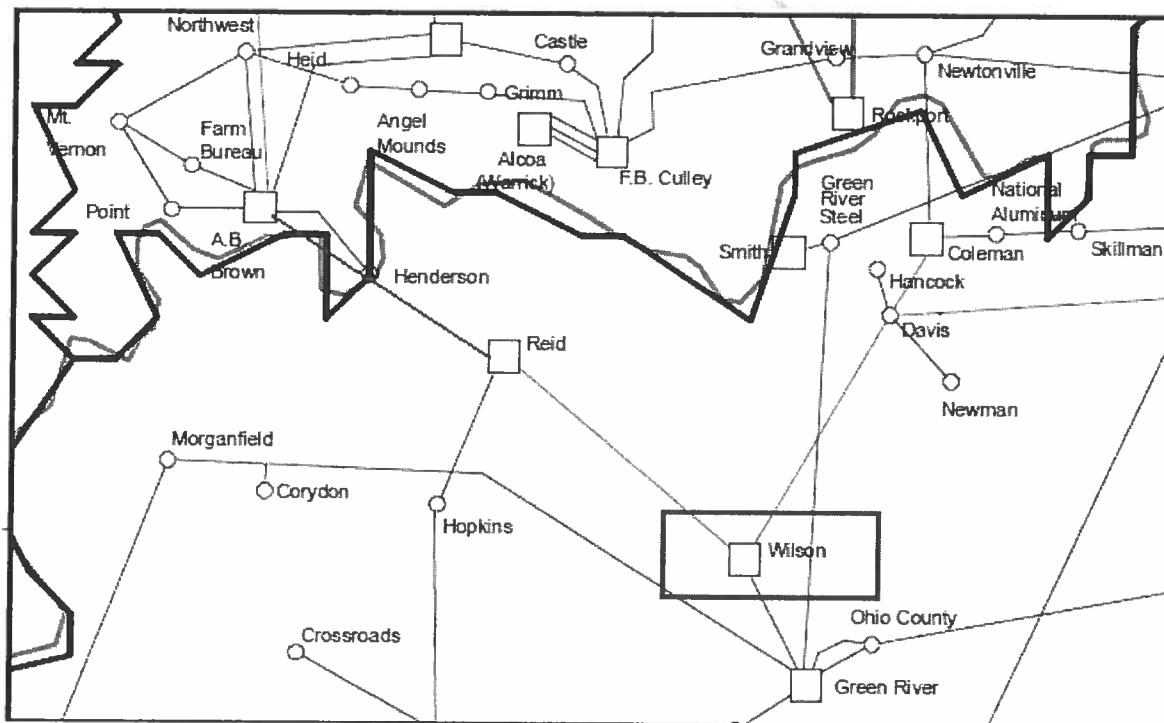 Northwest
Heid
Castle
Grimm
Grandview
Newtonville
Mt.
Vernon
Farm
Bureau
Angel
Mounds
Alcoa
(Warrick)
F.B. Culley
Rockport
Point
A.B.
Brown
Henderson
Green
River
Steel
Smith
National
Aluminum
Coleman
Skillman
Hancock
Davis
Newman
Reid
Morganfield
Corydon
Hopkins
Wilson
Crossroads
Ohio County
Green River